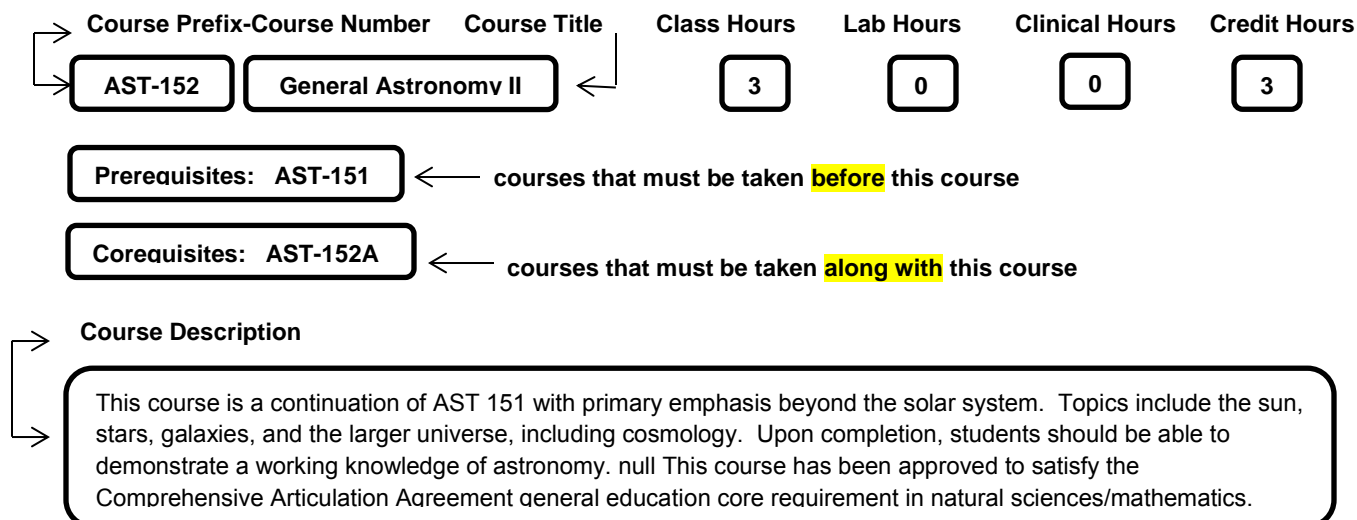 Course Prefix-Course Number Course Title Class Hours Lab Hours Clinical Hours Credit Hours
AST-152 General Astronomy II 3 0 0 3
Prerequisites: AST-151 courses that must be taken before this course
Corequisites: AST-152A courses that must be taken along with this course
Course Description
This course is a continuation of AST 151 with primary emphasis beyond the solar system. Topics include the sun,
stars, galaxies, and the larger universe, including cosmology. Upon completion, students should be able to
demonstrate a working knowledge of astronomy. null This course has been approved to satisfy the
Comprehensive Articulation Agreement general education core requirement in natural sciences/mathematics.